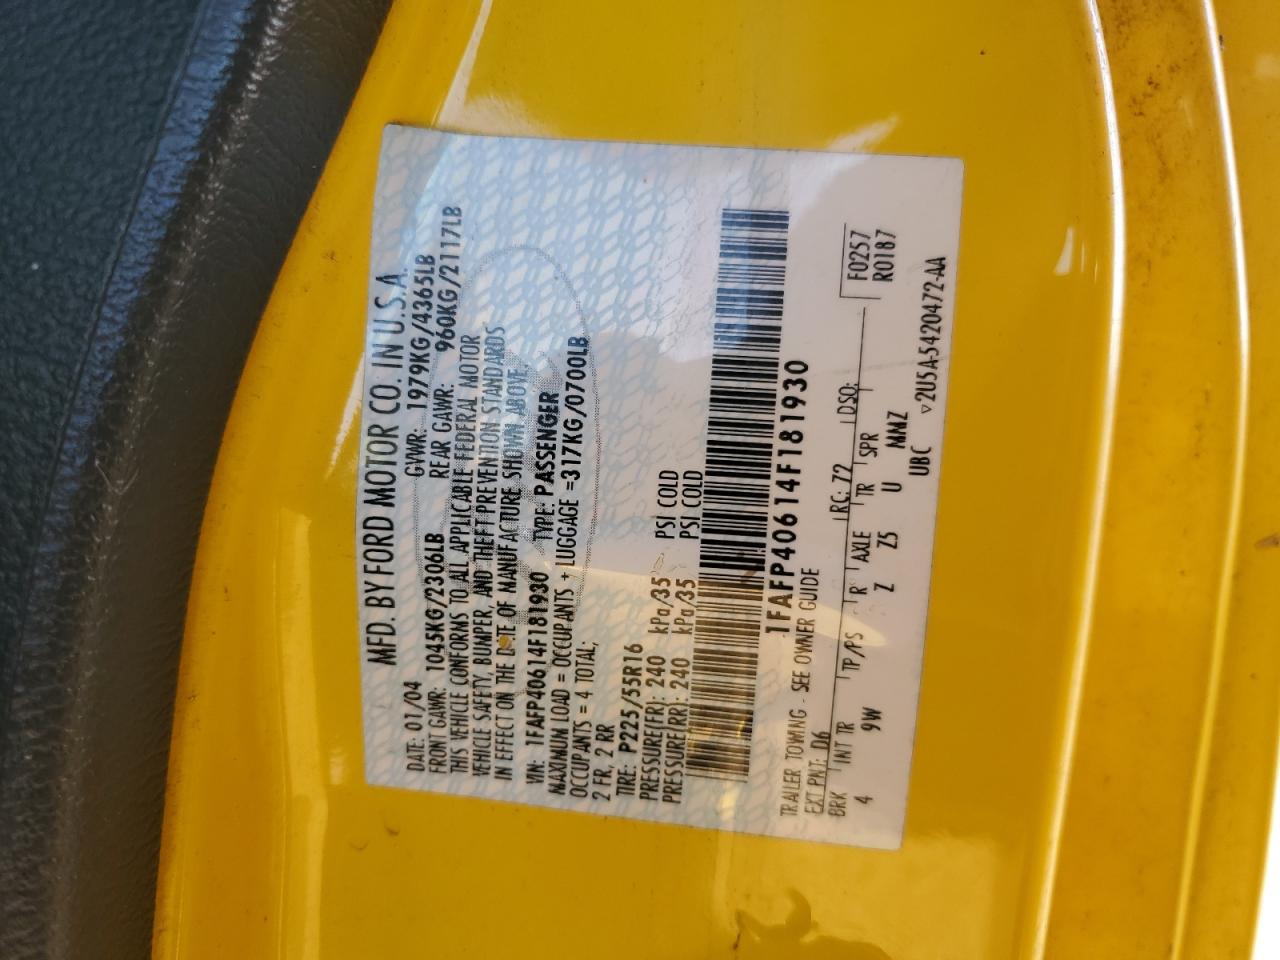 MFD. BY FORD MOTOR CO. IN U.S.A.
DATE: 01/04 GVWR: 1979KG/4365LB
FRONT GAWR: 1045KG/2306LB REAR GAWR: 960KG/2117LB
THIS VEHICLE CONFORMS TO ALL APPLICABLE FEDERAL MOTOR
VEHICLE SAFETY, BUMPER, AND THEFT PREVENTION STANDARDS
IN EFFECT ON THE DATE OF MANUFACTURE SHOWN ABOVE.
VIN: 1FAFP40614F181930 TYPE: PASSENGER
MAXIMUM LOAD = OCCUPANTS + LUGGAGE = 317KG/0700LB
OCCUPANTS = 4 TOTAL;
2 FR, 2 RR
TIRE: P225/55R16
PRESSURE(FR): 240 kPa/35 PSI COLD
PRESSURE(RR): 240 kPa/35 PSI COLD
1FAFP40614F181930
TRAILER TOWING - SEE OWNER GUIDE
EXT PNT: D6 RC: 72 DSO: F0257
BRK INT TR TP/PS R AXLE TR SPR R0187
4 9W Z Z5 U MMZ
UBC ▽2U5A-5420472-AA